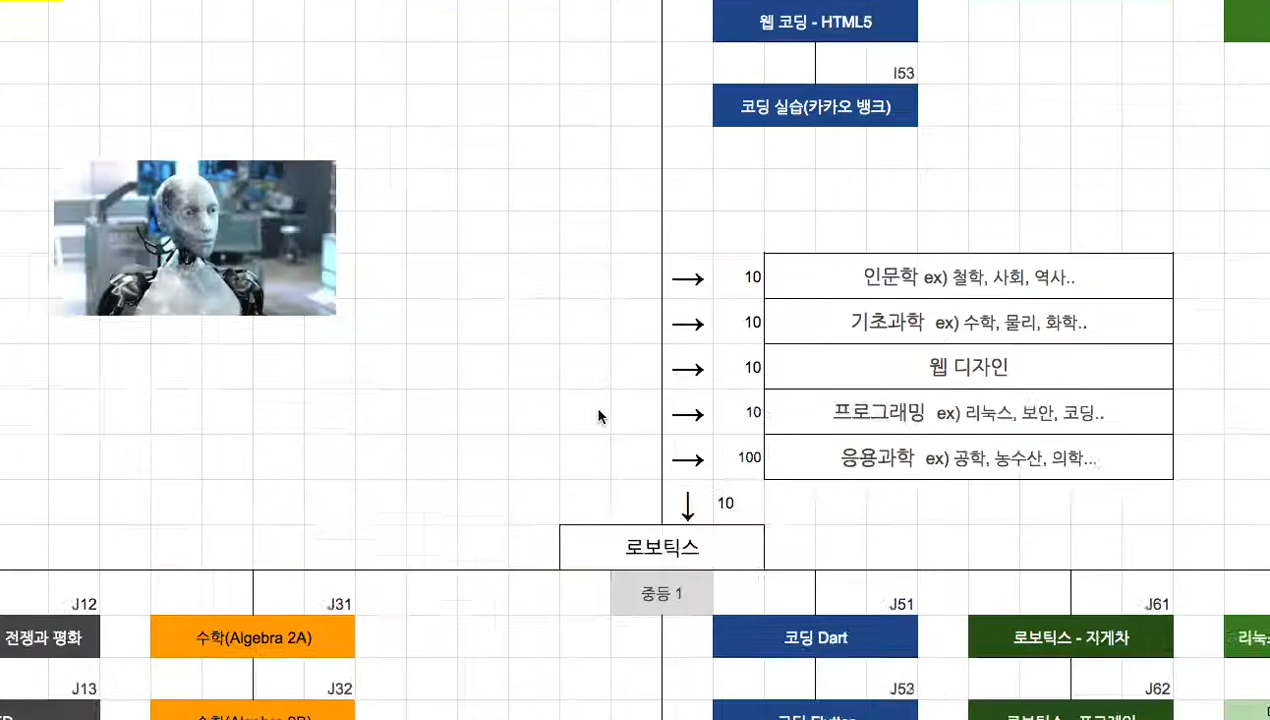 웹 코딩 - HTML5
I53
코딩 실습(카카오 뱅크)
→ 10 인문학 ex) 철학, 사회, 역사..
→ 10 기초과학 ex) 수학, 물리, 화학..
→ 10 웹 디자인
→ 10 프로그래밍 ex) 리눅스, 보안, 코딩..
→ 100 응용과학 ex) 공학, 농수산, 의학...
↓ 10
로보틱스
중등 1
J12 J31 J51 J61
전쟁과 평화 수학(Algebra 2A) 코딩 Dart 로보틱스 - 지게차
J13 J32 J53 J62